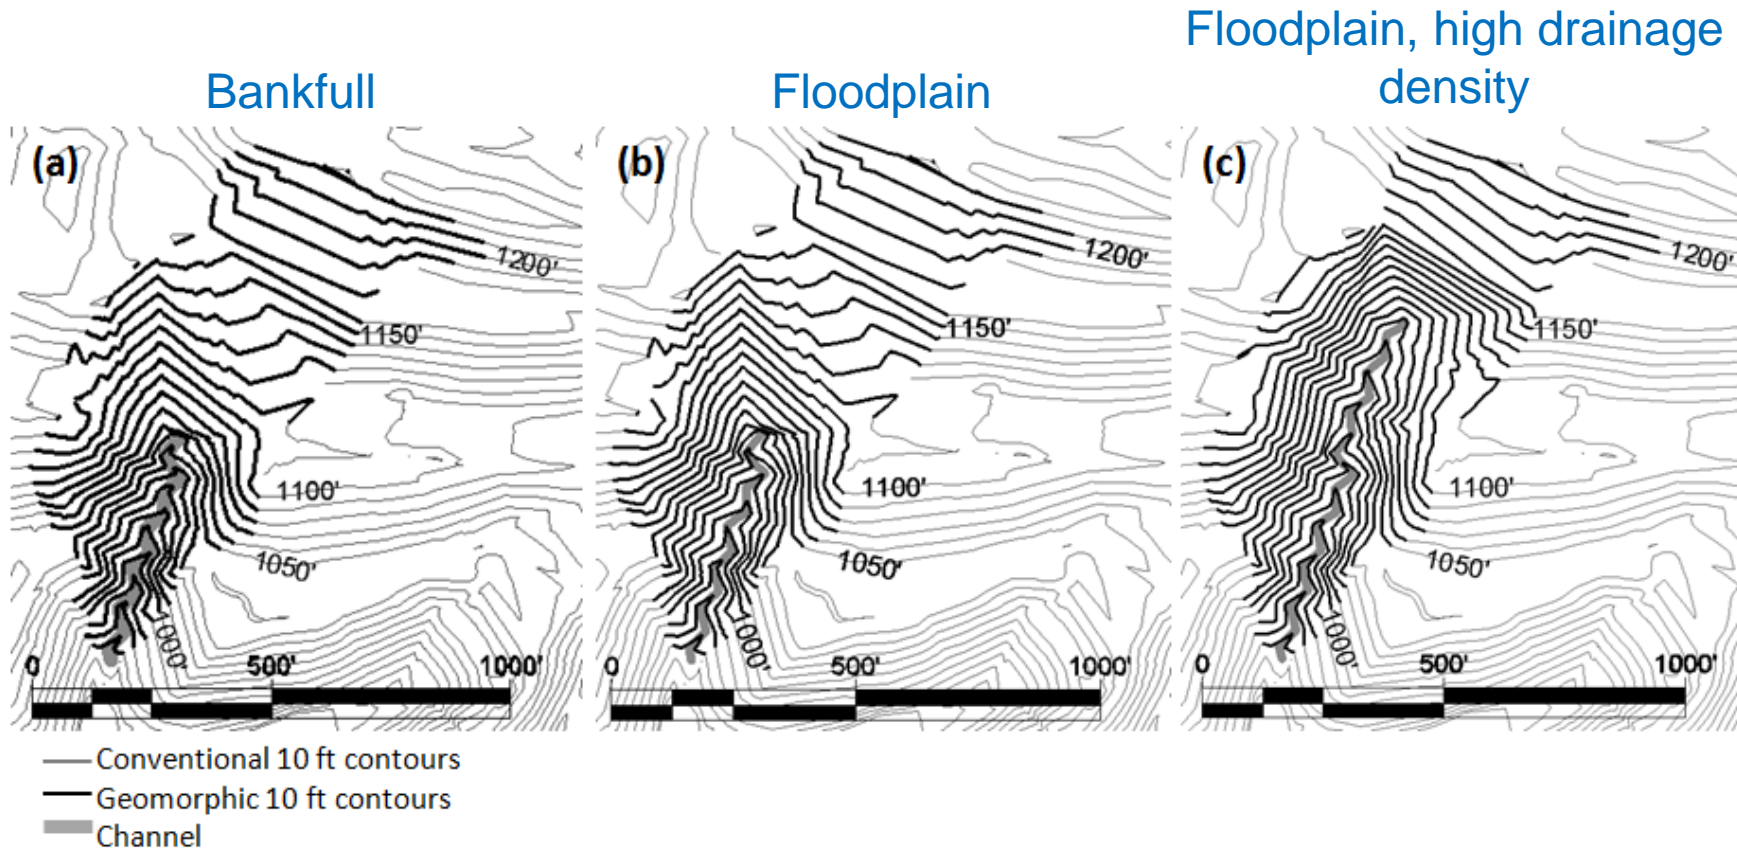 Bankfull
Floodplain
Floodplain, high drainage
density
(a)
1200'
1150'
1100'
1050'
1000'
0
500'
1000'
(b)
1200'
1150'
1100'
1050'
1000'
0
500'
1000'
(c)
1200'
1150'
1100'
1050'
1000'
0
500'
1000'
Conventional 10 ft contours
Geomorphic 10 ft contours
Channel